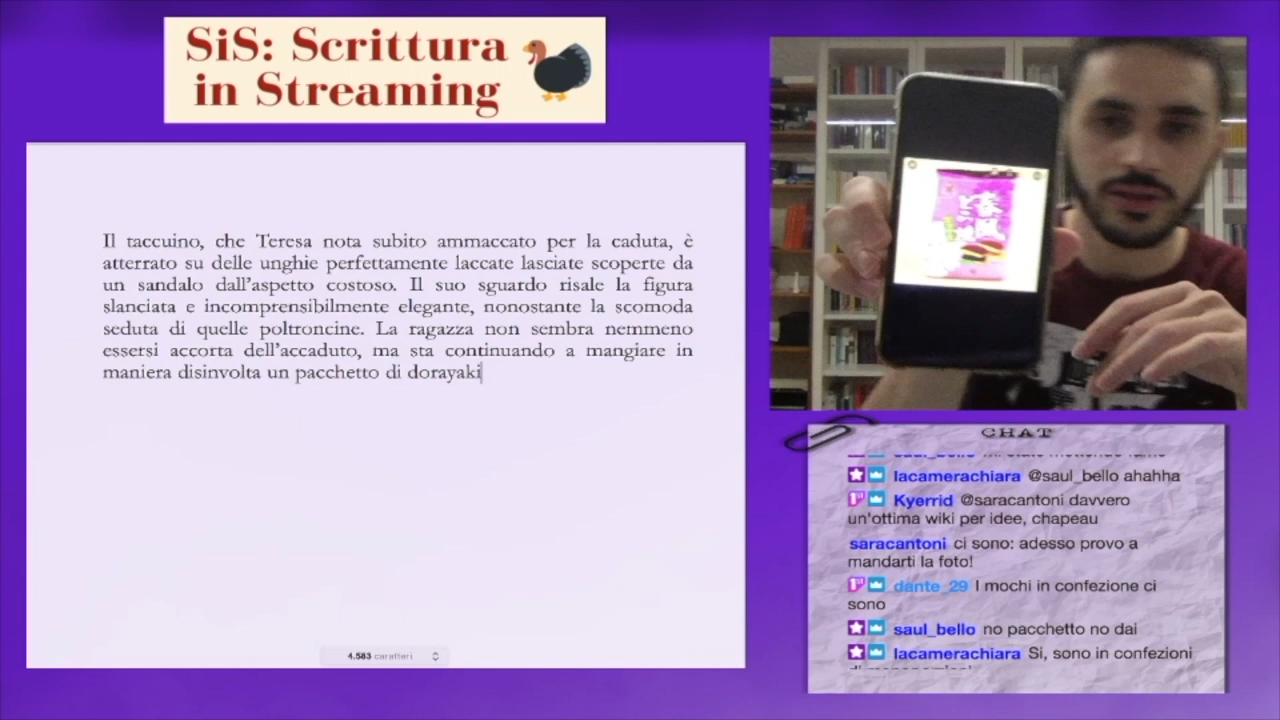 SiS: Scrittura
in Streaming
Il taccuino, che Teresa nota subito ammaccato per la caduta, è
atterrato su delle unghie perfettamente laccate lasciate scoperte da
un sandalo dall'aspetto costoso. Il suo sguardo risale la figura
slanciata e incomprensibilmente elegante, nonostante la scomoda
seduta di quelle poltroncine. La ragazza non sembra nemmeno
essersi accorta dell'accaduto, ma sta continuando a mangiare in
maniera disinvolta un pacchetto di dorayaki
4.583 caratteri
春風
CHAT
lacamerachiara @saul_bello ahahha
Kyerrid @saracantoni davvero
un'ottima wiki per idee, chapeau
saracantoni ci sono: adesso provo a
mandarti la foto!
dante_29 I mochi in confezione ci
sono
saul_bello no pacchetto no dai
lacamerachiara Si, sono in confezioni